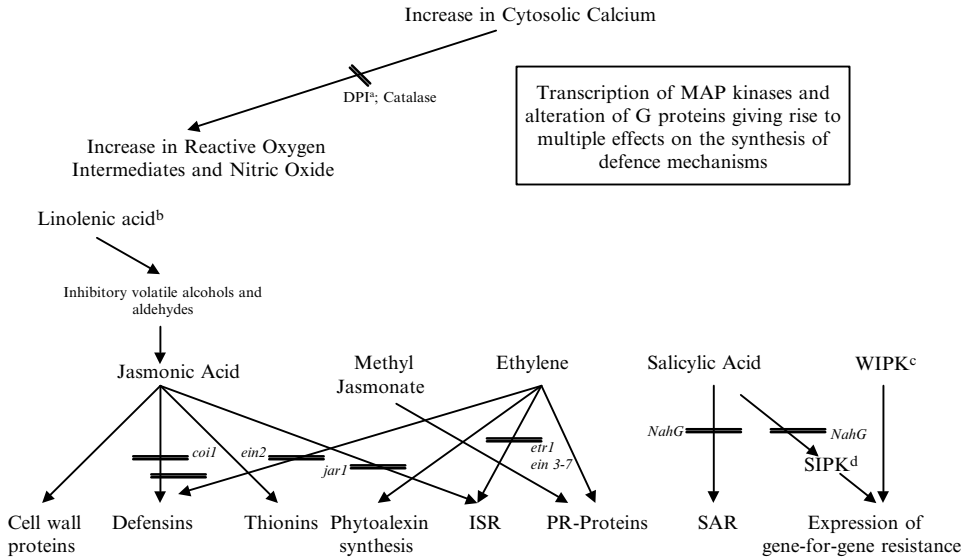 Increase in Cytosolic Calcium
DPIᵃ; Catalase
Transcription of MAP kinases and
alteration of G proteins giving rise to
multiple effects on the synthesis of
defence mechanisms
Increase in Reactive Oxygen
Intermediates and Nitric Oxide
Linolenic acidᵇ
Inhibitory volatile alcohols and
aldehydes
Jasmonic Acid
Methyl
Jasmonate
Ethylene
Salicylic Acid
WIPKᶜ
coi1
ein2
jar1
etr1
ein 3-7
NahG
NahG
SIPKᵈ
Cell wall
proteins
Defensins
Thionins
Phytoalexin
synthesis
ISR
PR-Proteins
SAR
Expression of
gene-for-gene resistance